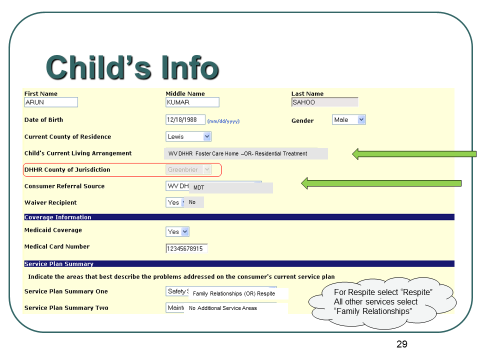 Child's Info
First Name Middle Name Last Name
ARUN KUMAR SAHOO
Date of Birth 12/18/1988 (mm/dd/yyyy) Gender Male
Current County of Residence Lewis
Child's Current Living Arrangement WV DHHR Foster Care Home –OR- Residential Treatment
DHHR County of Jurisdiction Greenbrier
Consumer Referral Source WV DH MDT
Waiver Recipient Yes No
Coverage Information
Medicaid Coverage Yes
Medical Card Number 12345678915
Service Plan Summary
Indicate the areas that best describe the problems addressed on the consumer's current service plan
Service Plan Summary One Safety Family Relationships (OR) Respite
Service Plan Summary Two Maint No Additional Service Areas
For Respite select "Respite"
All other services select
"Family Relationships"
29